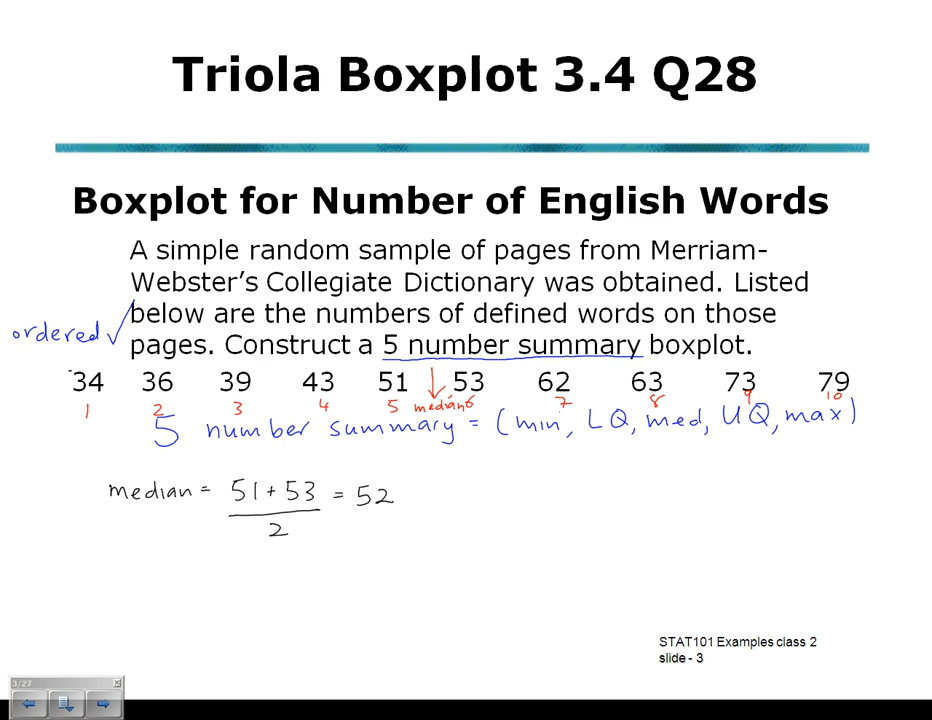 Triola Boxplot 3.4 Q28
Boxplot for Number of English Words
A simple random sample of pages from Merriam-
Webster's Collegiate Dictionary was obtained. Listed
below are the numbers of defined words on those
ordered ✓
pages. Construct a 5 number summary boxplot.
34 36 39 43 51 53 62 63 73 79
1 2 3 4 5 median 6 7 8 9 10
5 number summary = (min, LQ, med, UQ, max)
median = 51 + 53 = 52
2
STAT101 Examples class 2
slide - 3
3/27